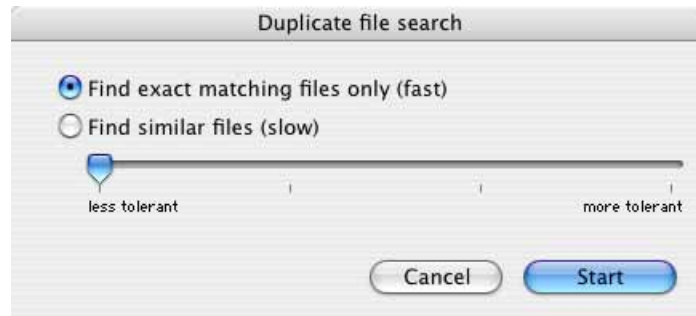 Duplicate file search
Find exact matching files only (fast)
Find similar files (slow)
less tolerant more tolerant
Cancel Start